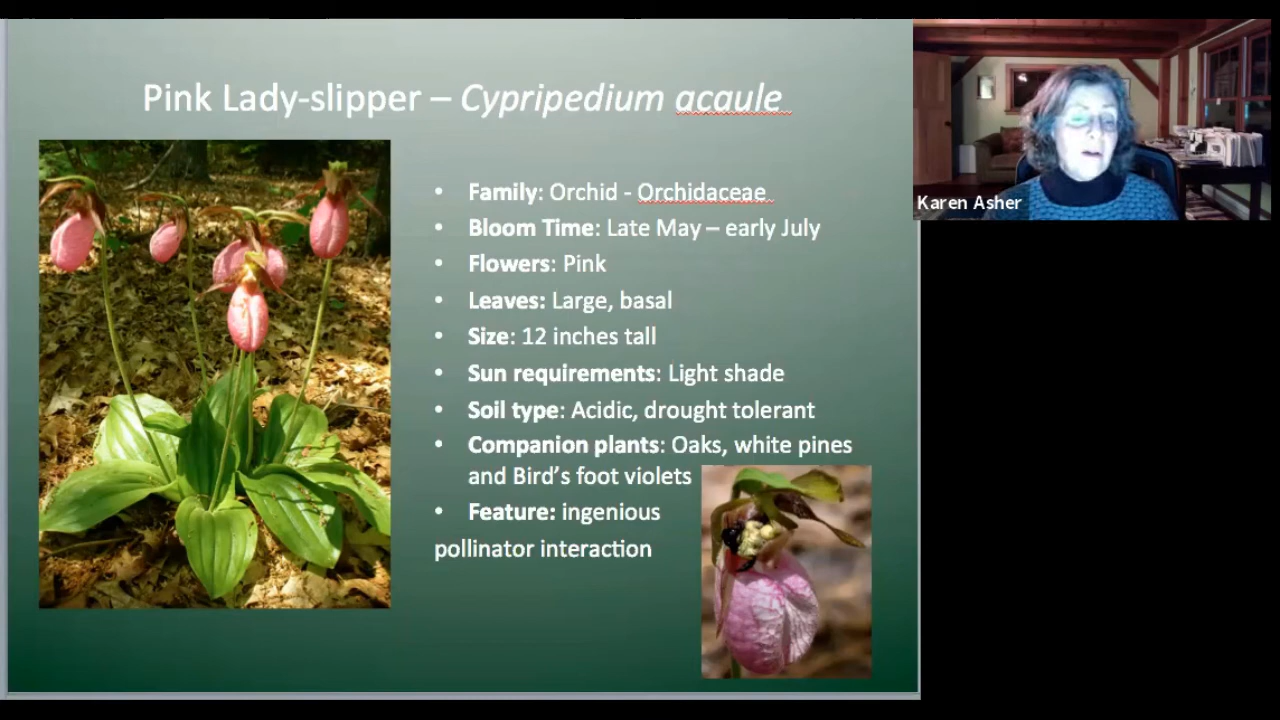 Pink Lady-slipper – Cypripedium acaule
• Family: Orchid - Orchidaceae
• Bloom Time: Late May – early July
• Flowers: Pink
• Leaves: Large, basal
• Size: 12 inches tall
• Sun requirements: Light shade
• Soil type: Acidic, drought tolerant
• Companion plants: Oaks, white pines
and Bird’s foot violets
• Feature: ingenious
pollinator interaction
Karen Asher